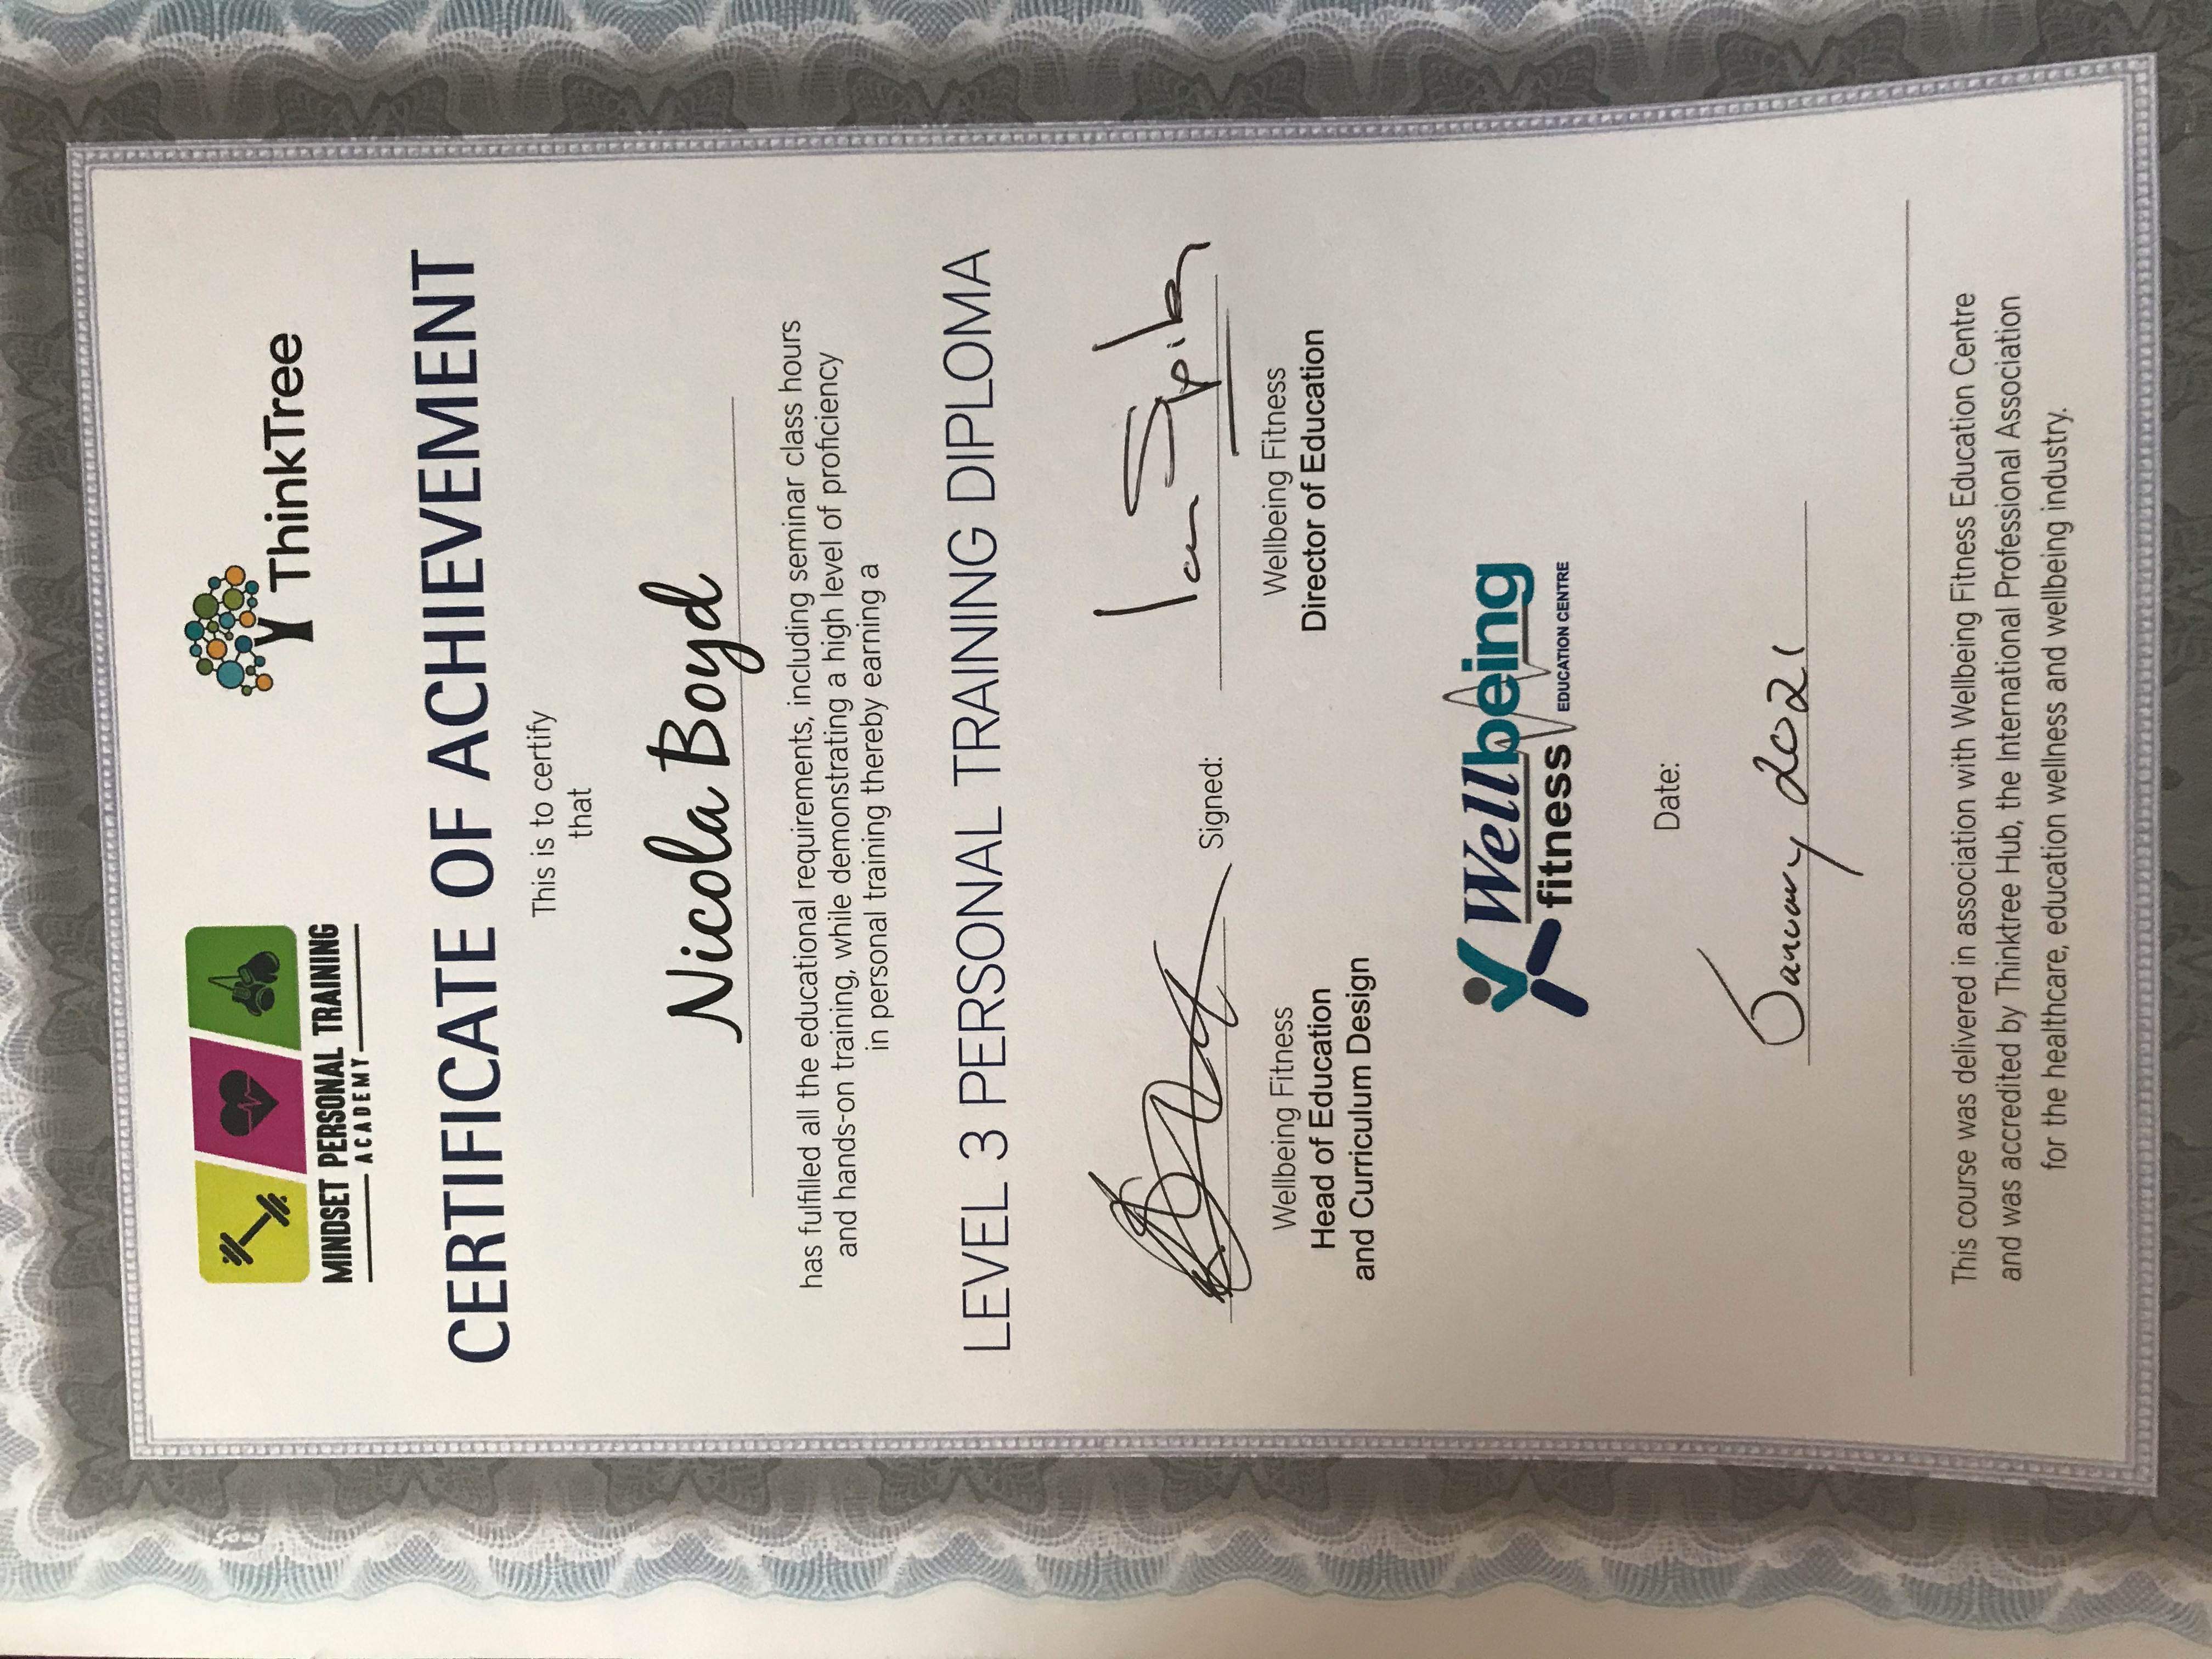 MINDSET PERSONAL TRAINING
ACADEMY
ThinkTree
CERTIFICATE OF ACHIEVEMENT
This is to certify
that
Nicola Boyd
has fulfilled all the educational requirements, including seminar class hours
and hands-on training, while demonstrating a high level of proficiency
in personal training thereby earning a
LEVEL 3 PERSONAL TRAINING DIPLOMA
Signed:
Wellbeing Fitness
Head of Education
and Curriculum Design
Ian
Wellbeing Fitness
Director of Education
Wellbeing
fitness EDUCATION CENTRE
Date:
January 2021
This course was delivered in association with Wellbeing Fitness Education Centre
and was accredited by Thinktree Hub, the International Professional Association
for the healthcare, education wellness and wellbeing industry.